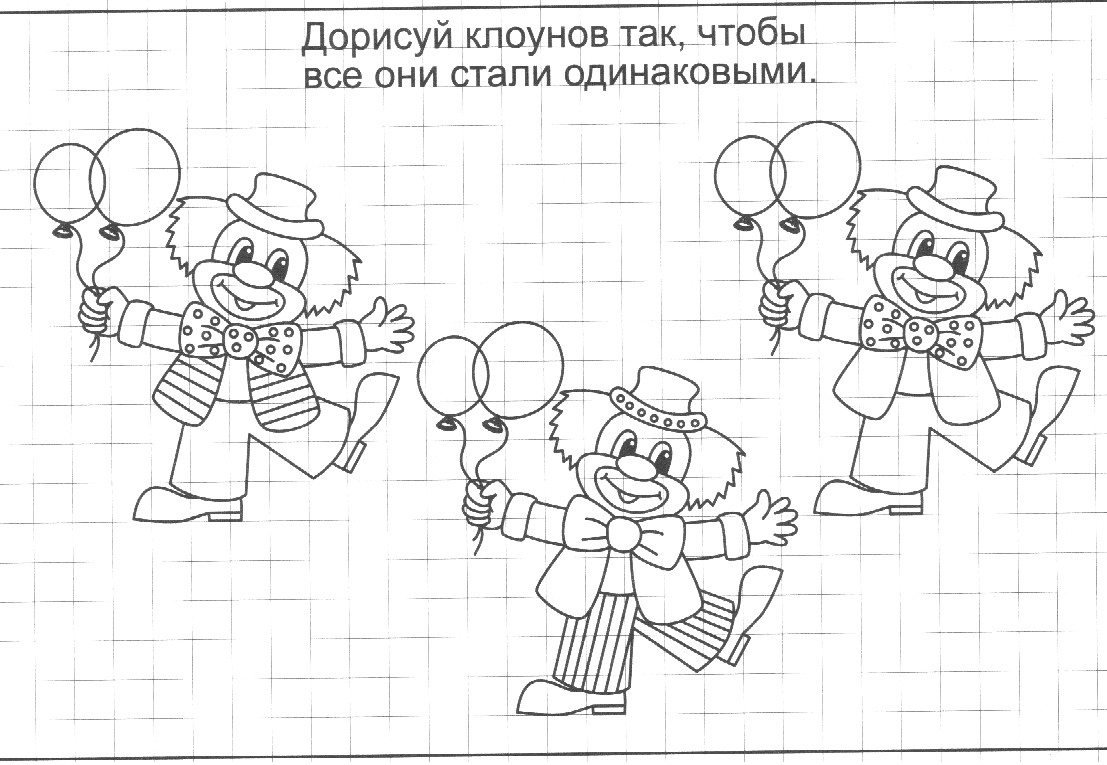 Дорисуй клоунов так, чтобы
все они стали одинаковыми.